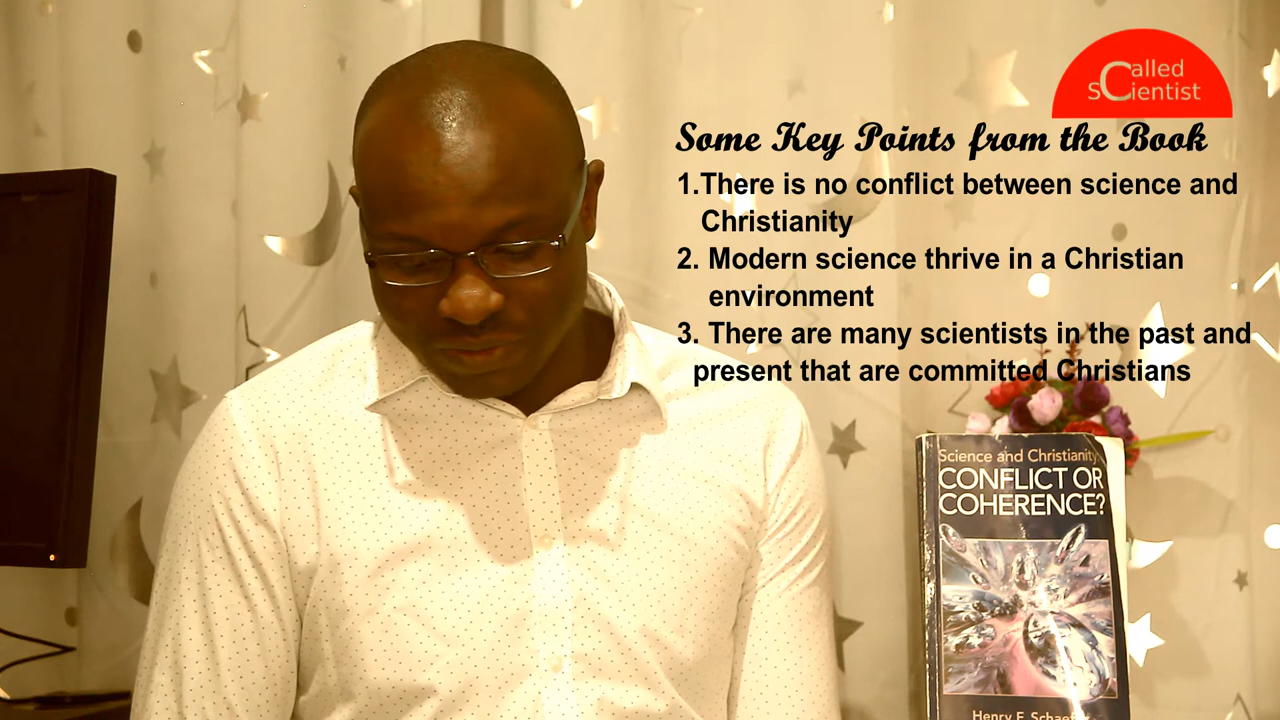 Called
Scientist
Some Key Points from the Book
1.There is no conflict between science and
Christianity
2. Modern science thrive in a Christian
environment
3. There are many scientists in the past and
present that are committed Christians
Science and Christianity:
CONFLICT OR
COHERENCE?
Henry F. Schaefer